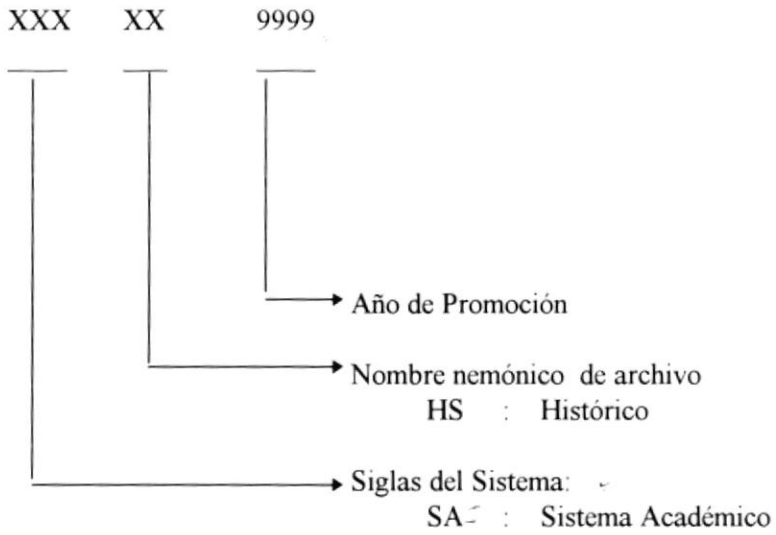 XXX XX 9999
Año de Promoción
Nombre nemónico de archivo
HS : Histórico
Siglas del Sistema:
SA : Sistema Académico